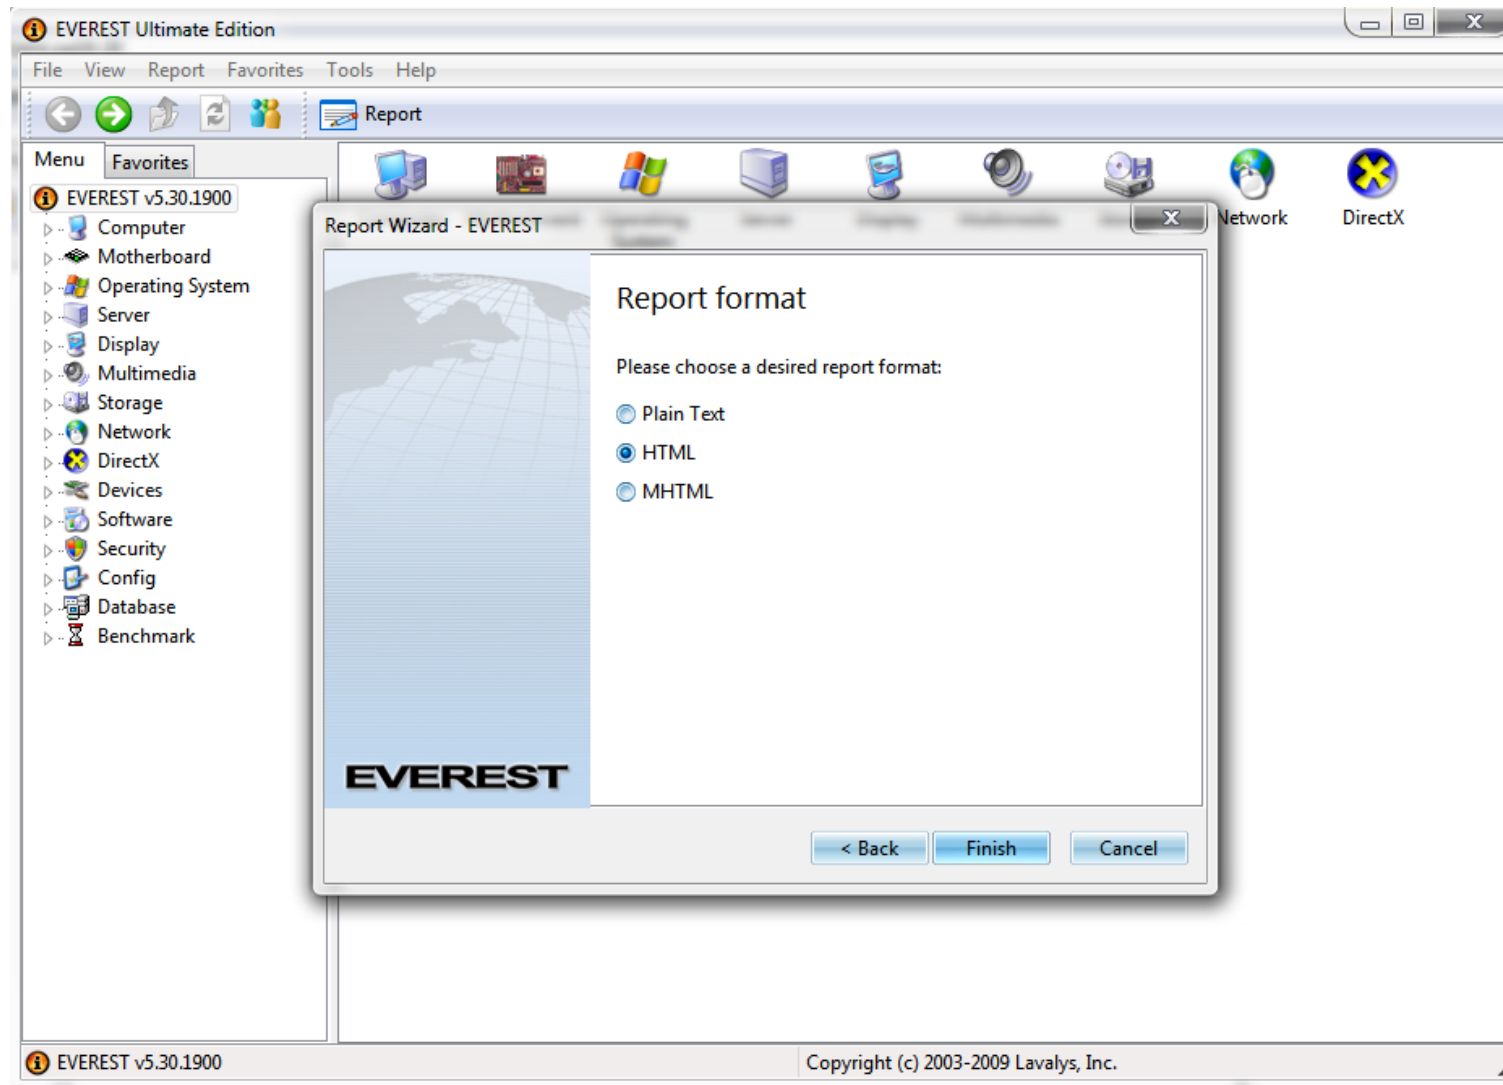 EVEREST Ultimate Edition
File View Report Favorites Tools Help
Report
Menu Favorites
EVEREST v5.30.1900
Computer
Motherboard
Operating System
Server
Display
Multimedia
Storage
Network
DirectX
Devices
Software
Security
Config
Database
Benchmark
Network DirectX
Report Wizard - EVEREST
Report format
Please choose a desired report format:
Plain Text
HTML
MHTML
EVEREST
< Back Finish Cancel
EVEREST v5.30.1900 Copyright (c) 2003-2009 Lavalys, Inc.